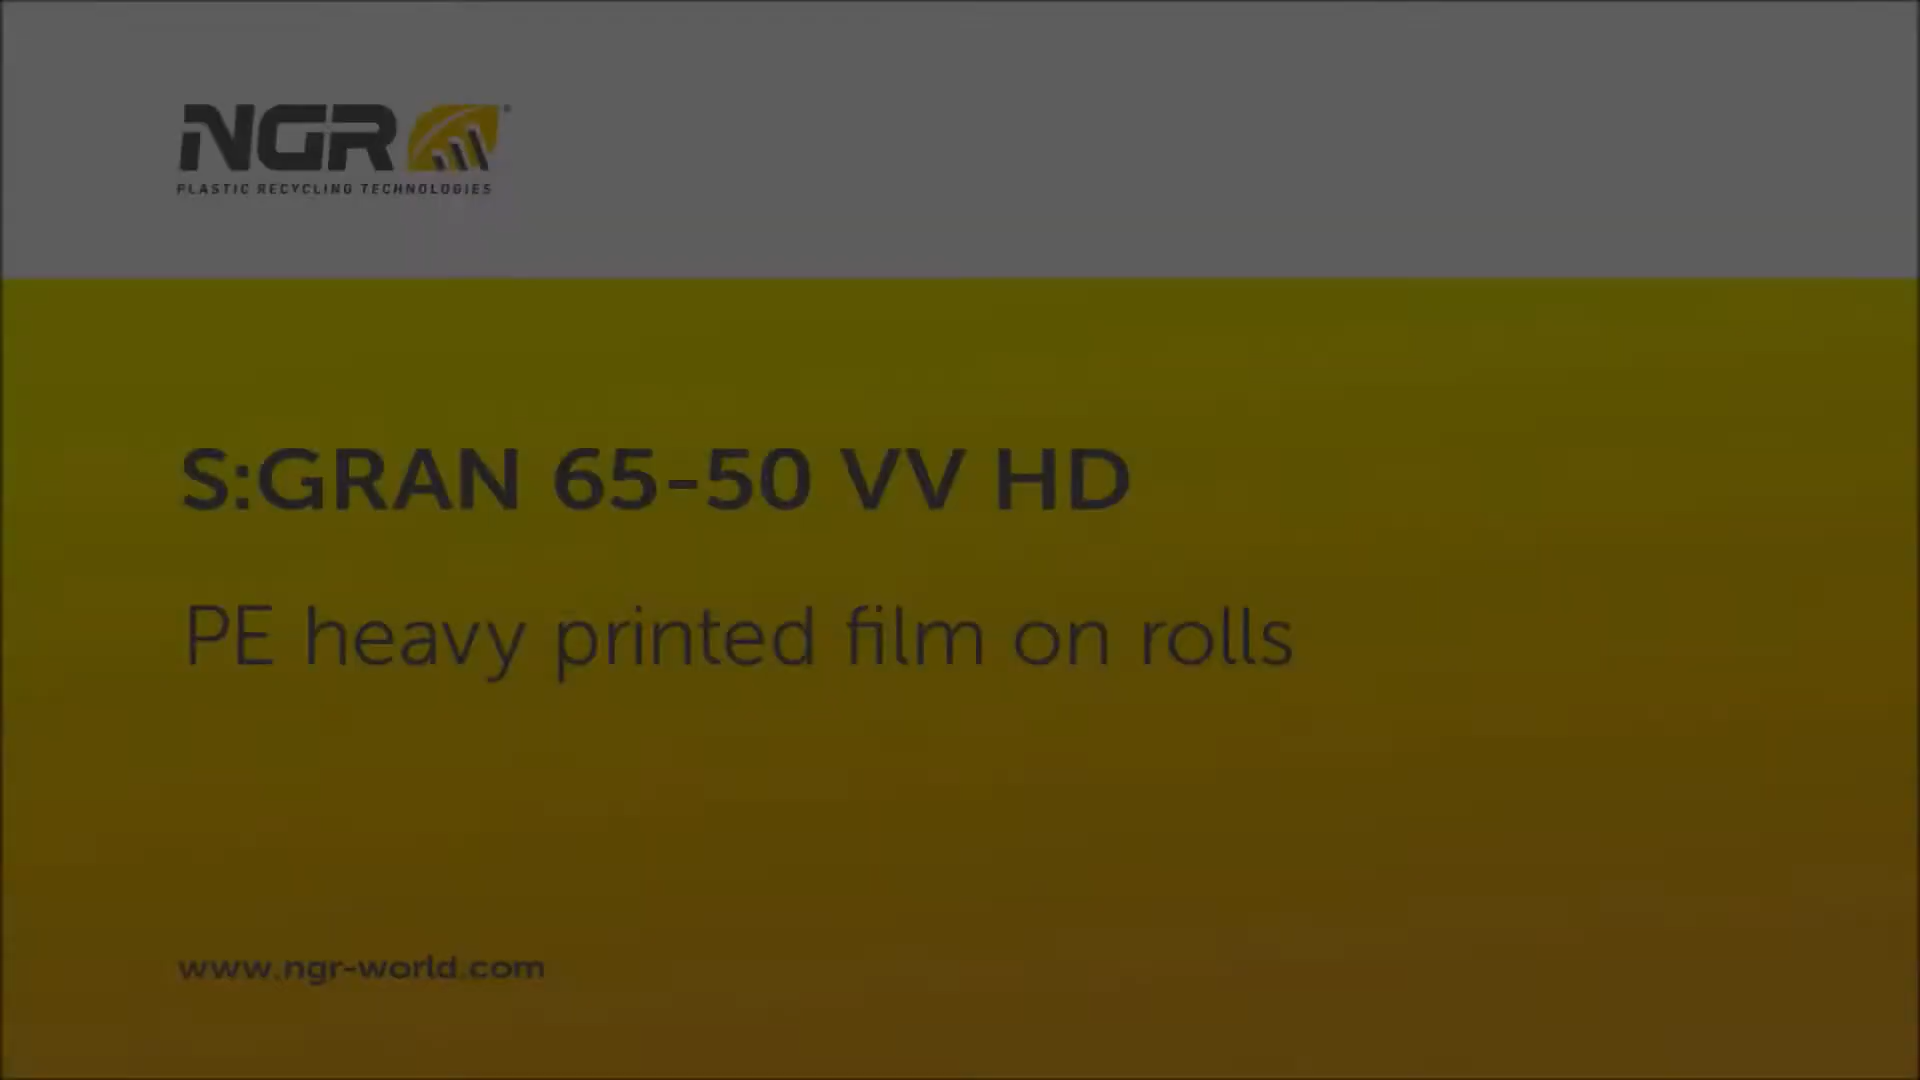 NGR
PLASTIC RECYCLING TECHNOLOGIES
S:GRAN 65-50 VV HD
PE heavy printed film on rolls
www.ngr-world.com